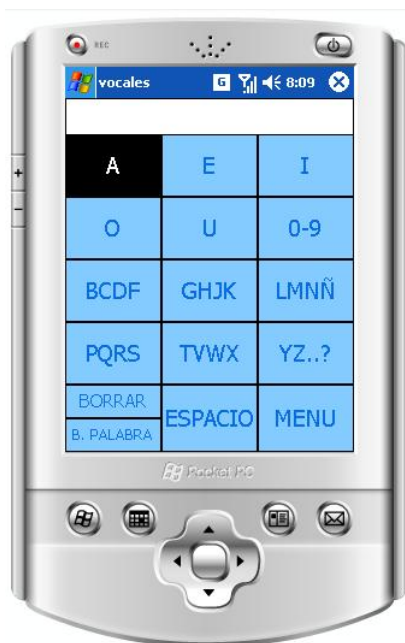 REC
vocales G 8:09
A E I
O U 0-9
BCDF GHJK LMNÑ
PQRS TVWX YZ..?
BORRAR
B. PALABRA ESPACIO MENU
Pocket PC
+
-